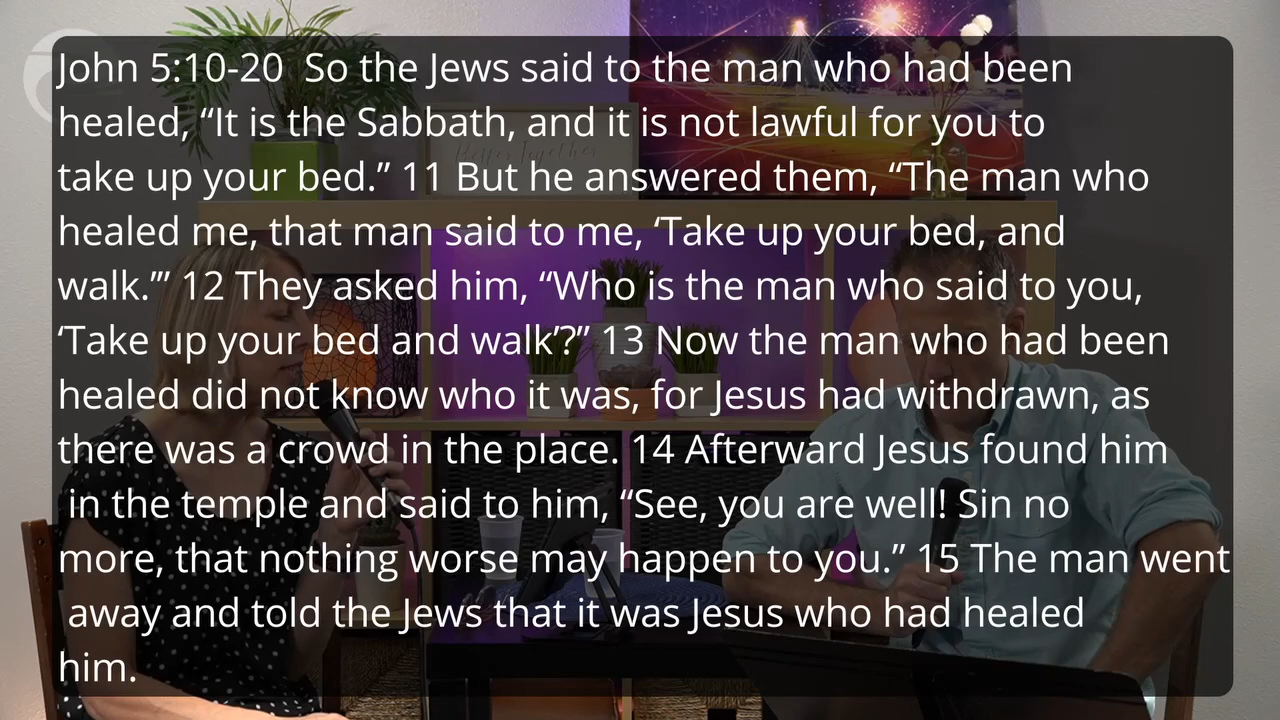 John 5:10-20  So the Jews said to the man who had been
healed, “It is the Sabbath, and it is not lawful for you to
take up your bed.” 11 But he answered them, “The man who
healed me, that man said to me, ‘Take up your bed, and
walk.’” 12 They asked him, “Who is the man who said to you,
‘Take up your bed and walk’?” 13 Now the man who had been
healed did not know who it was, for Jesus had withdrawn, as
there was a crowd in the place. 14 Afterward Jesus found him
in the temple and said to him, “See, you are well! Sin no
more, that nothing worse may happen to you.” 15 The man went
away and told the Jews that it was Jesus who had healed
him.
Better Together